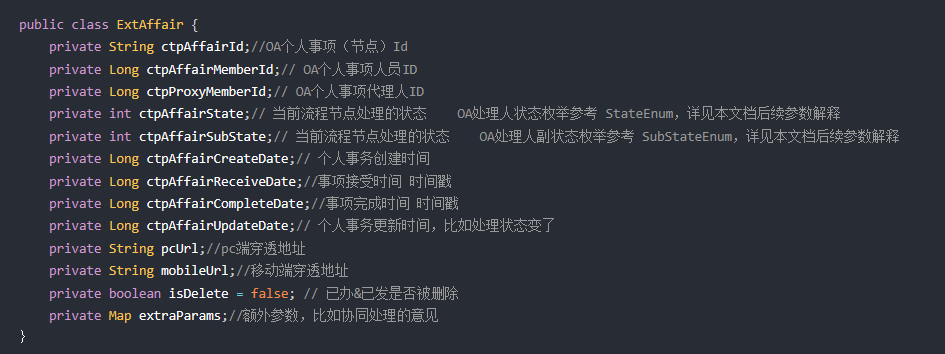 public class ExtAffair {
    private String ctpAffairId;//OA个人事项（节点）Id
    private Long ctpAffairMemberId;// OA个人事项人员ID
    private Long ctpProxyMemberId;// OA个人事项代理人ID
    private int ctpAffairState;// 当前流程节点处理的状态    OA处理人状态枚举参考 StateEnum，详见本文档后续参数解释
    private int ctpAffairSubState;// 当前流程节点处理的状态    OA处理人副状态枚举参考 SubStateEnum，详见本文档后续参数解释
    private Long ctpAffairCreateDate;// 个人事务创建时间
    private Long ctpAffairReceiveDate;//事项接受时间 时间戳
    private Long ctpAffairCompleteDate;//事项完成时间 时间戳
    private Long ctpAffairUpdateDate;// 个人事务更新时间，比如处理状态变了
    private String pcUrl;//pc端穿透地址
    private String mobileUrl;//移动端穿透地址
    private boolean isDelete = false; // 已办&已发是否被删除
    private Map extraParams;//额外参数，比如协同处理的意见
}